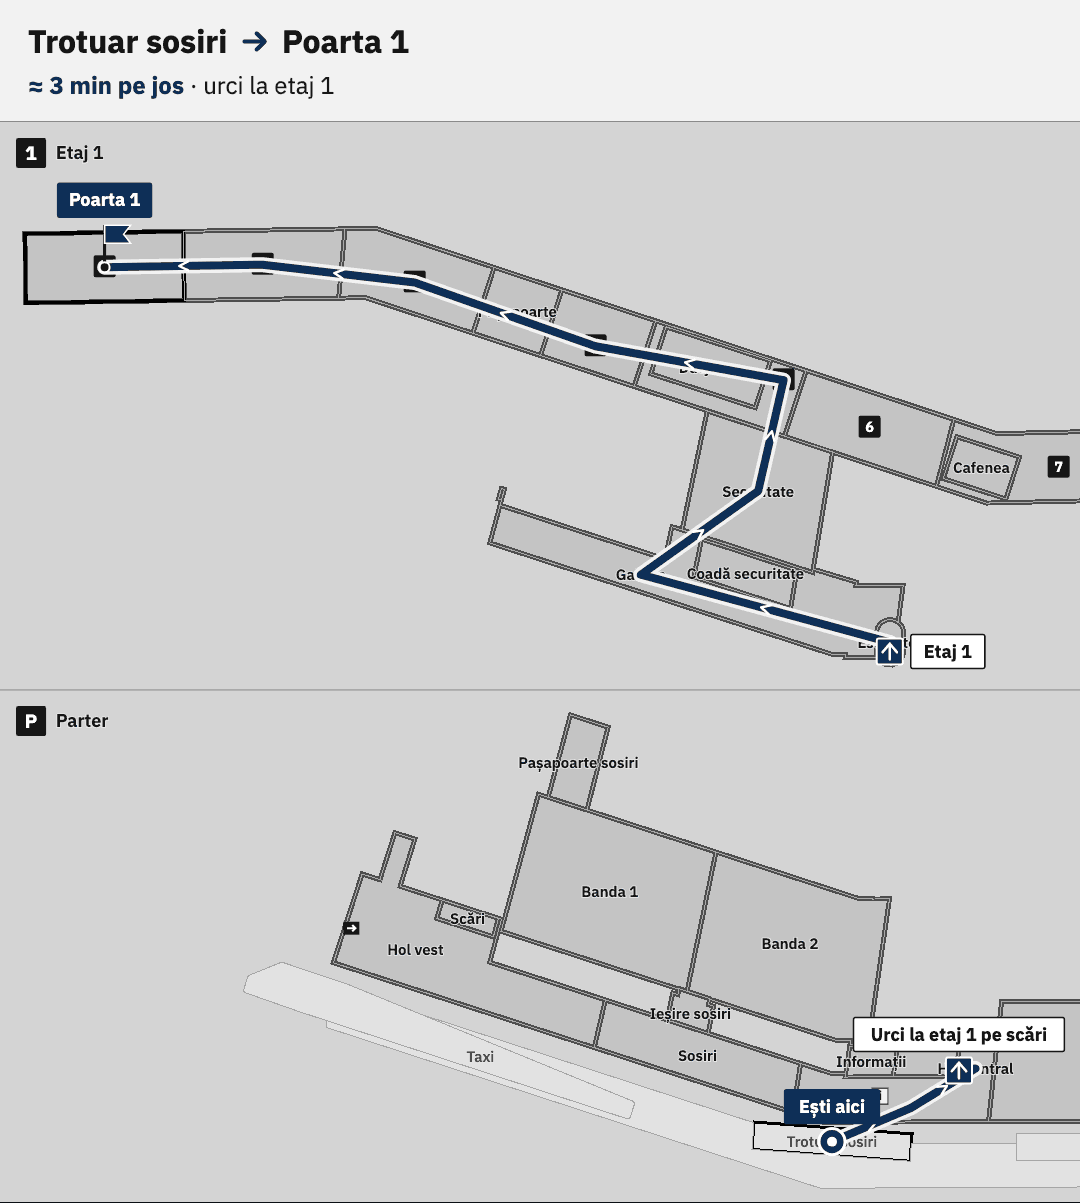 Trotuar sosiri → Poarta 1
≈ 3 min pe jos · urci la etaj 1
1 Etaj 1
Poarta 1
6
Cafenea
7
Coadă securitate
Etaj 1
P Parter
Pașapoarte sosiri
Banda 1
Scări
Banda 2
Hol vest
Ieșire sosiri
Urci la etaj 1 pe scări
Sosiri
Taxi
Informații
Ești aici